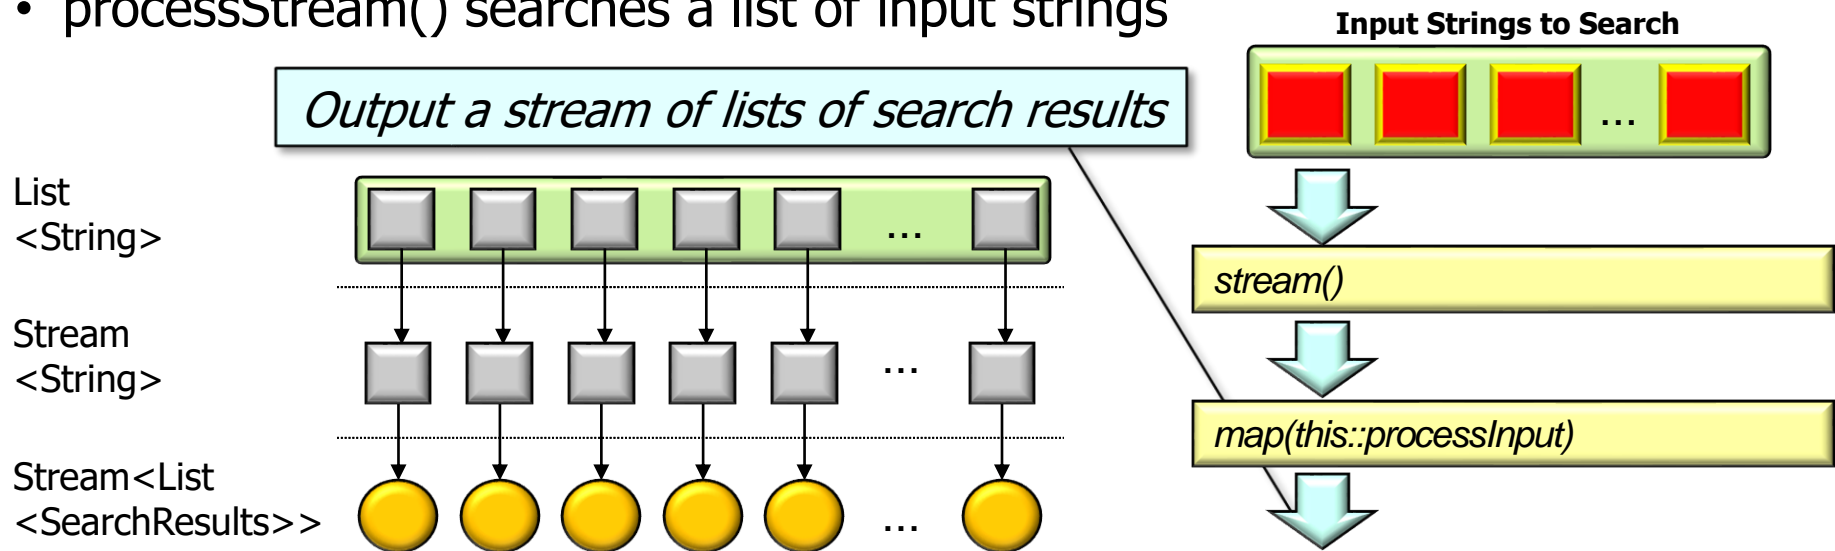 • processStream() searches a list of input strings
Input Strings to Search
...
Output a stream of lists of search results
List
<String>
...
stream()
Stream
<String>
...
map(this::processInput)
Stream<List
<SearchResults>>
...